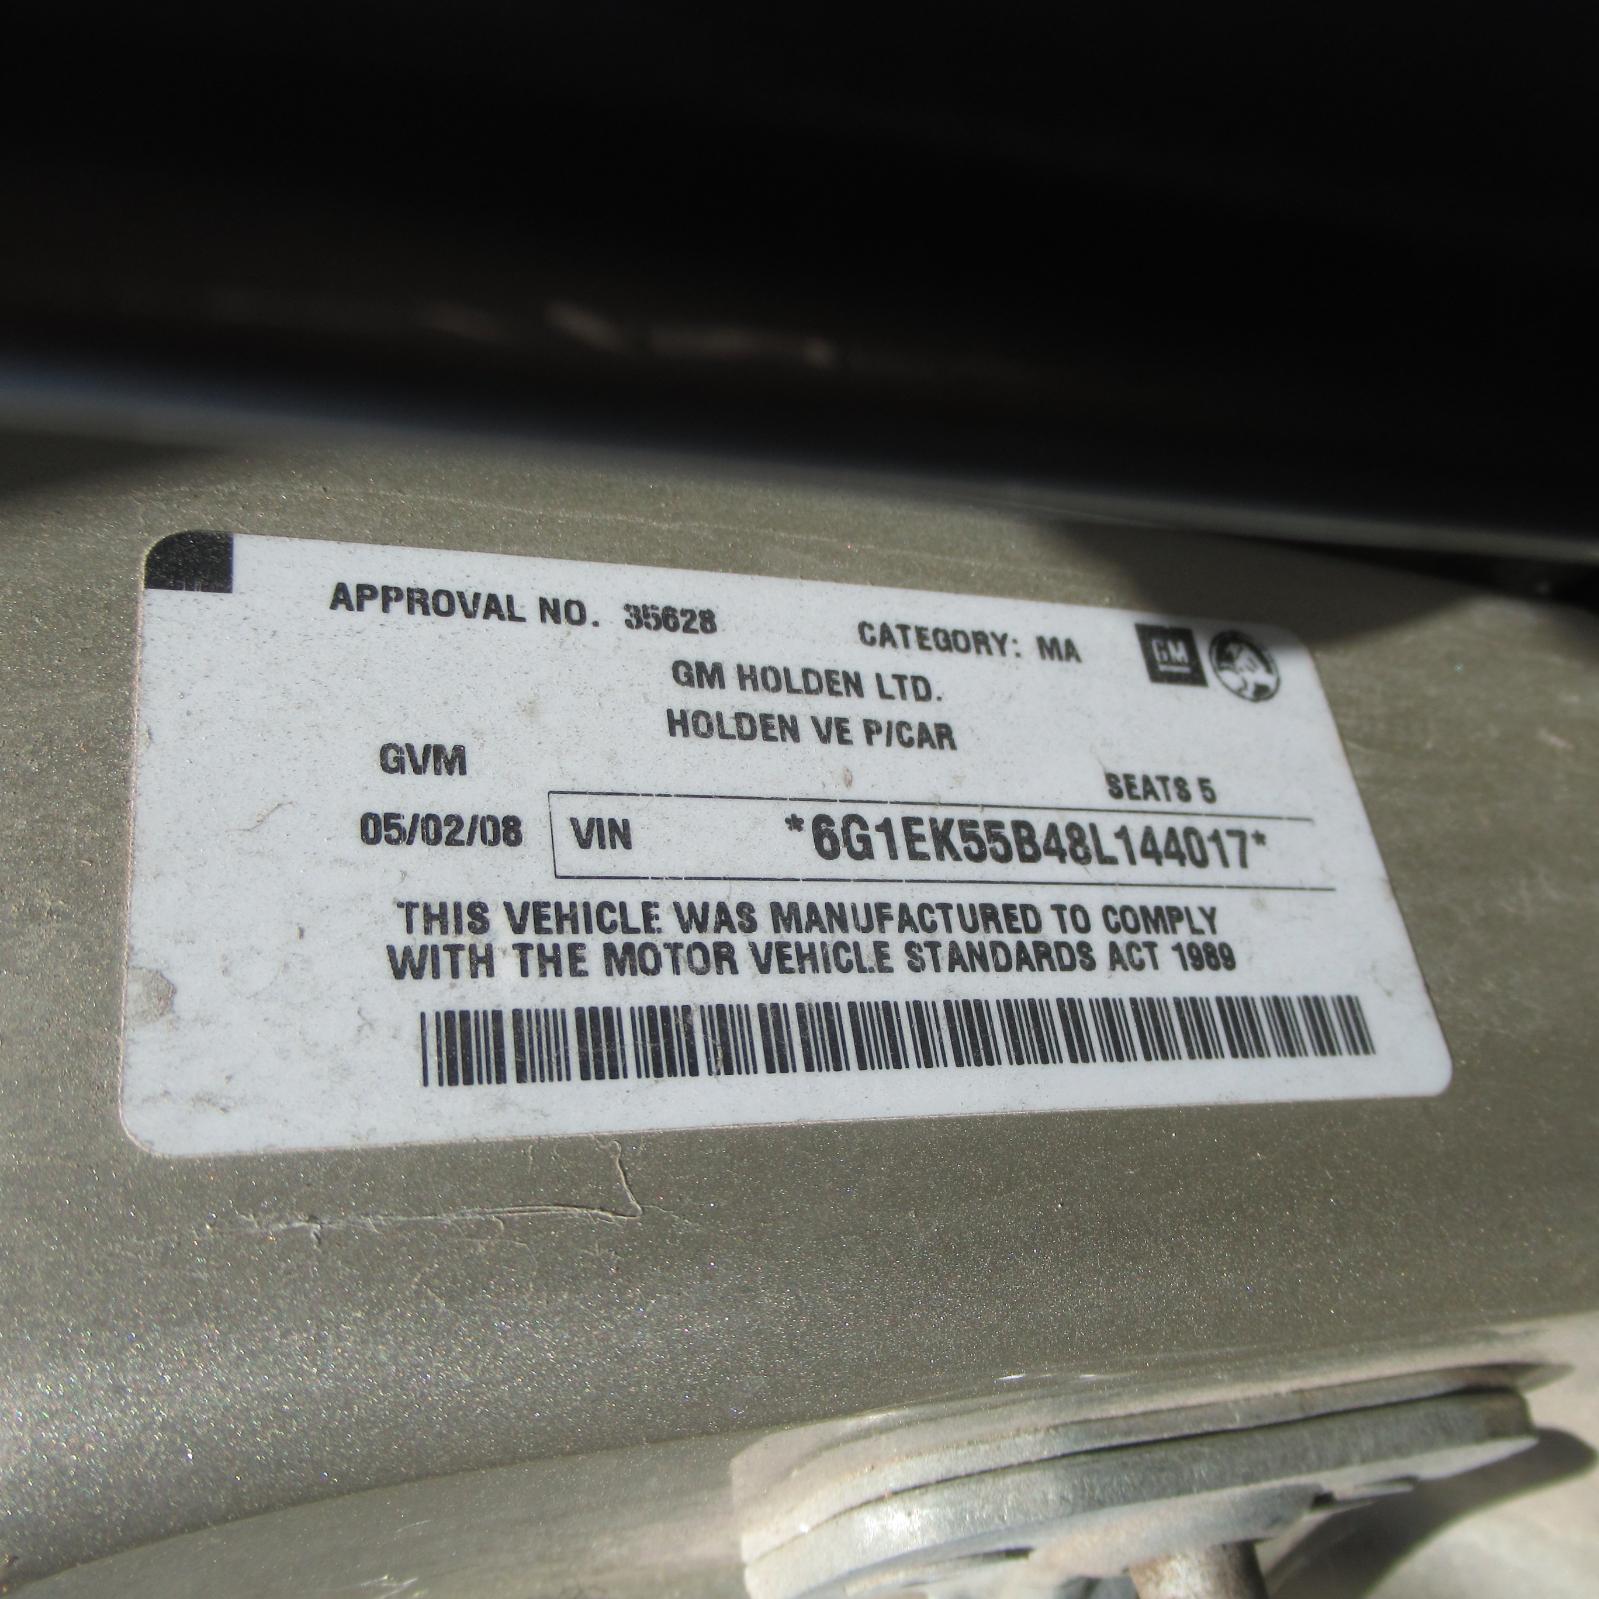 APPROVAL NO. 35628 CATEGORY: MA GM
GM HOLDEN LTD.
HOLDEN VE P/CAR
GVM SEATS 5
05/02/08 VIN *6G1EK55B48L144017*
THIS VEHICLE WAS MANUFACTURED TO COMPLY
WITH THE MOTOR VEHICLE STANDARDS ACT 1989